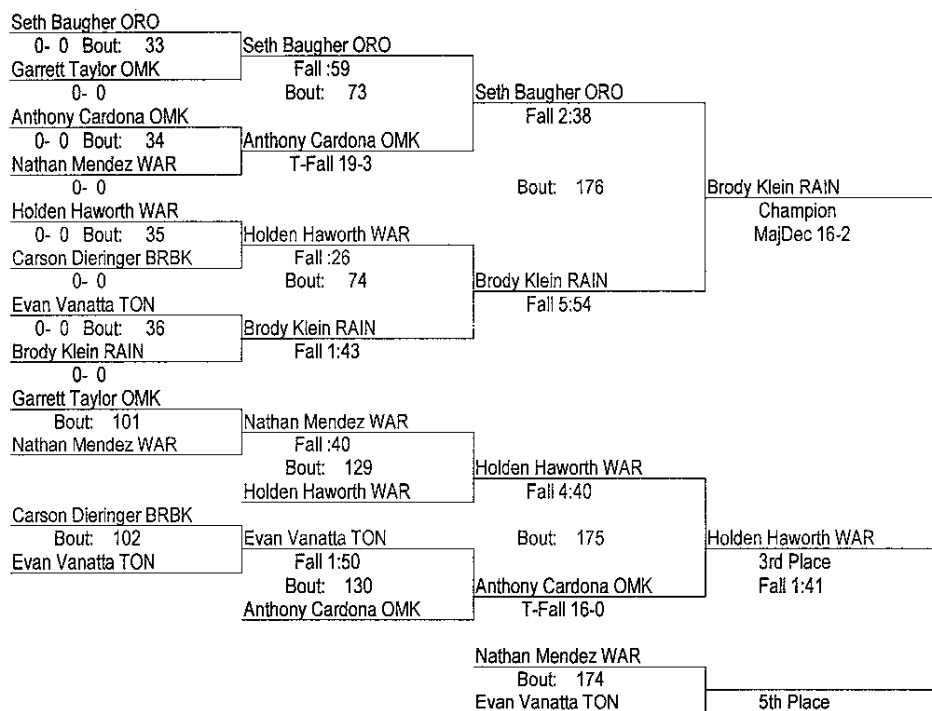 Seth Baugher ORO
0- 0 Bout: 33
Garrett Taylor OMK
0- 0
Anthony Cardona OMK
0- 0 Bout: 34
Nathan Mendez WAR
0- 0
Holden Haworth WAR
0- 0 Bout: 35
Carson Dieringer BRBK
0- 0
Evan Vanatta TON
0- 0 Bout: 36
Brody Klein RAIN
0- 0
Seth Baugher ORO
Fall :59
Bout: 73
Anthony Cardona OMK
T-Fall 19-3
Holden Haworth WAR
Fall :26
Bout: 74
Brody Klein RAIN
Fall 1:43
Seth Baugher ORO
Fall 2:38
Bout: 176
Brody Klein RAIN
Fall 5:54
Brody Klein RAIN
Champion
MajDec 16-2
Garrett Taylor OMK
Bout: 101
Nathan Mendez WAR
Carson Dieringer BRBK
Bout: 102
Evan Vanatta TON
Nathan Mendez WAR
Fall :40
Bout: 129
Holden Haworth WAR
Evan Vanatta TON
Fall 1:50
Bout: 130
Anthony Cardona OMK
Holden Haworth WAR
Fall 4:40
Bout: 175
Anthony Cardona OMK
T-Fall 16-0
Holden Haworth WAR
3rd Place
Fall 1:41
Nathan Mendez WAR
Bout: 174
Evan Vanatta TON
5th Place